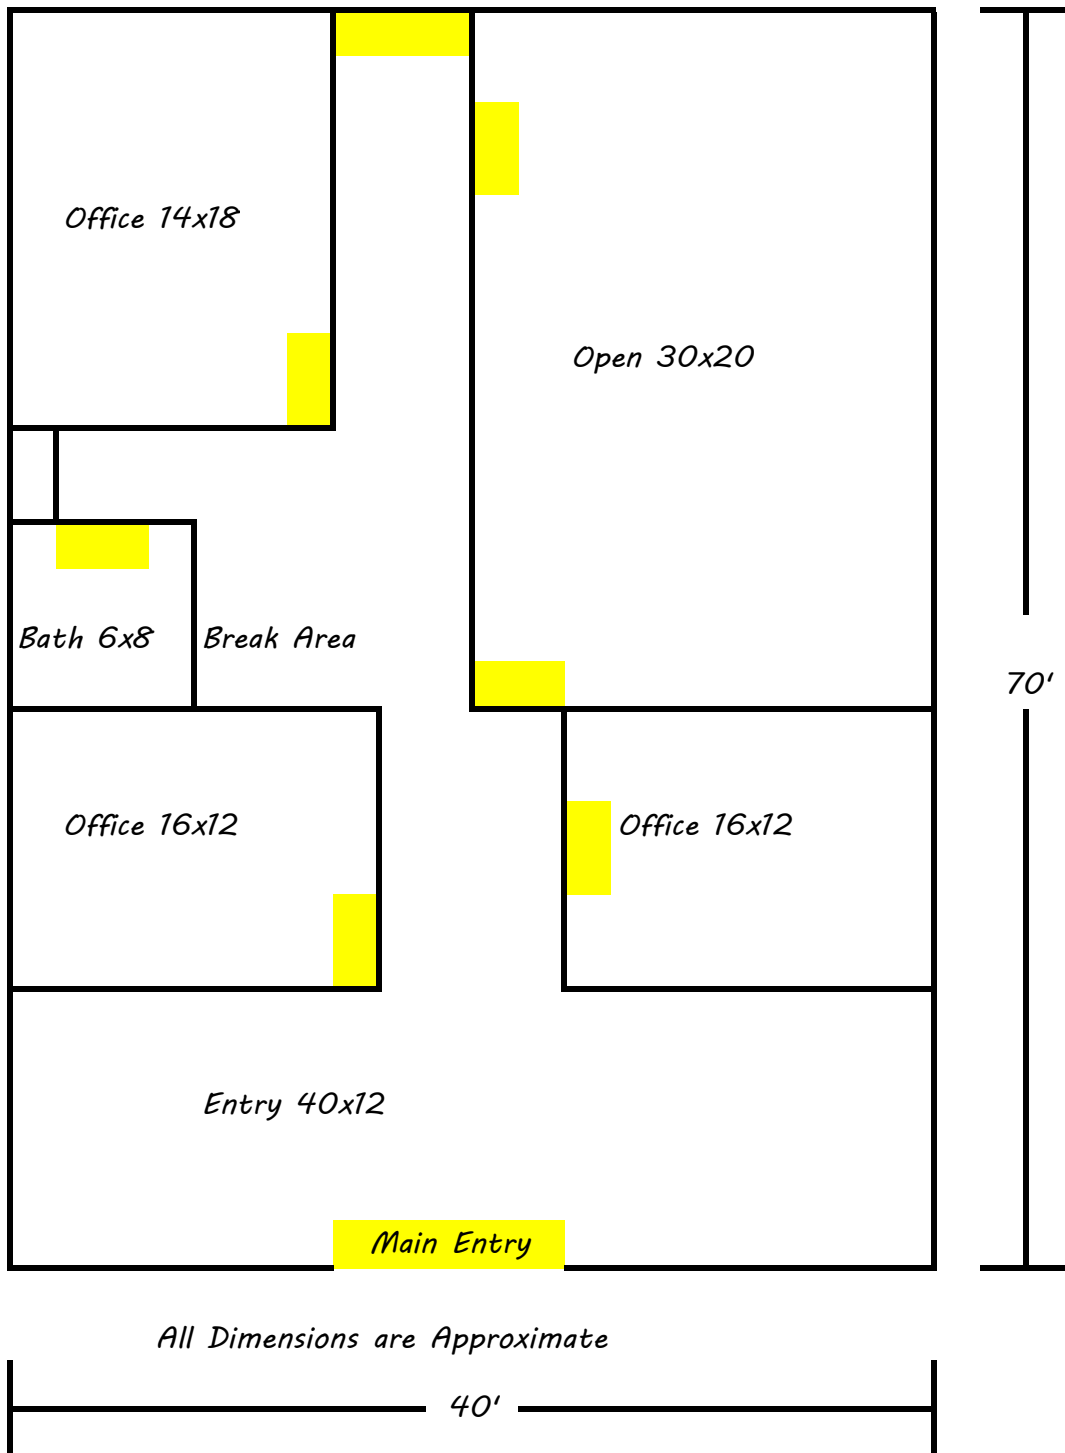 Office 14x18
Open 30x20
Bath 6x8
Break Area
70'
Office 16x12
Office 16x12
Entry 40x12
Main Entry
All Dimensions are Approximate
40'